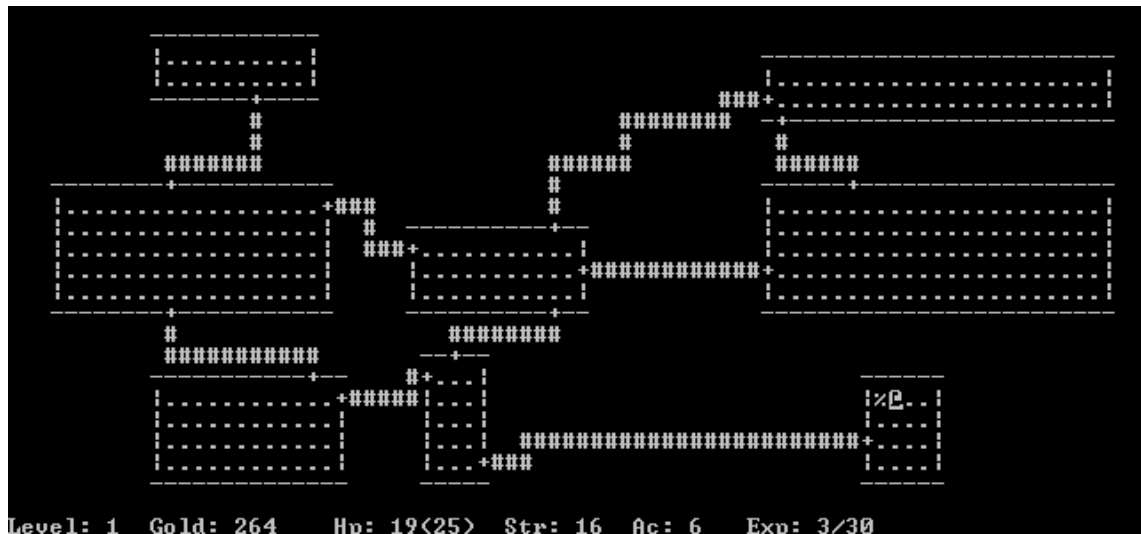 ------------
          |..........|                               -------------------------
          |..........|                               |.......................|
          -------+----                            ###+.......................|
                 #                         ########  -+-----------------------
                 #                         #          #
           #######                    ######          ######
   --------+-----------               #              ------+------------------
   |..................+###            #              |.......................|
   |..................|  #  ----------+--            |.......................|
   |..................|  ###+...........|            |.......................|
   |..................|     |...........+############+.......................|
   |..................|     |...........|            |.......................|
   --------+-----------     ----------+--            -------------------------
           #                   ########
           ###########       --+--
          -----------+--    #+...|                          ------
          |............+#####|...|                          |%@..|
          |............|     |...|                          |....|
          |............|     |...|  ########################+....|
          |............|     |...+###                       |....|
          --------------     -----                          ------
Level: 1  Gold: 264    Hp: 19(25)  Str: 16  Ac: 6   Exp: 3/30